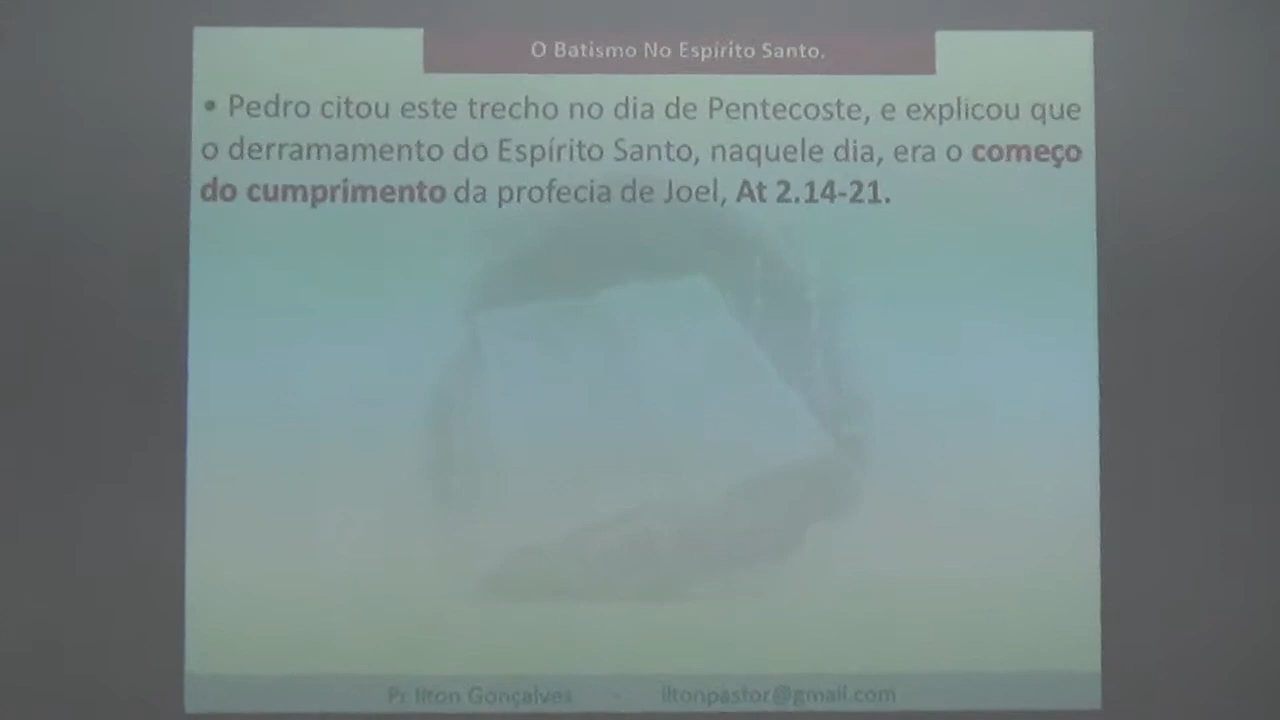 O Batismo No Espírito Santo.
• Pedro citou este trecho no dia de Pentecoste, e explicou que
o derramamento do Espírito Santo, naquele dia, era o começo
do cumprimento da profecia de Joel, At 2.14-21.
Pr Ilton Gonçalves - iltonpastor@gmail.com